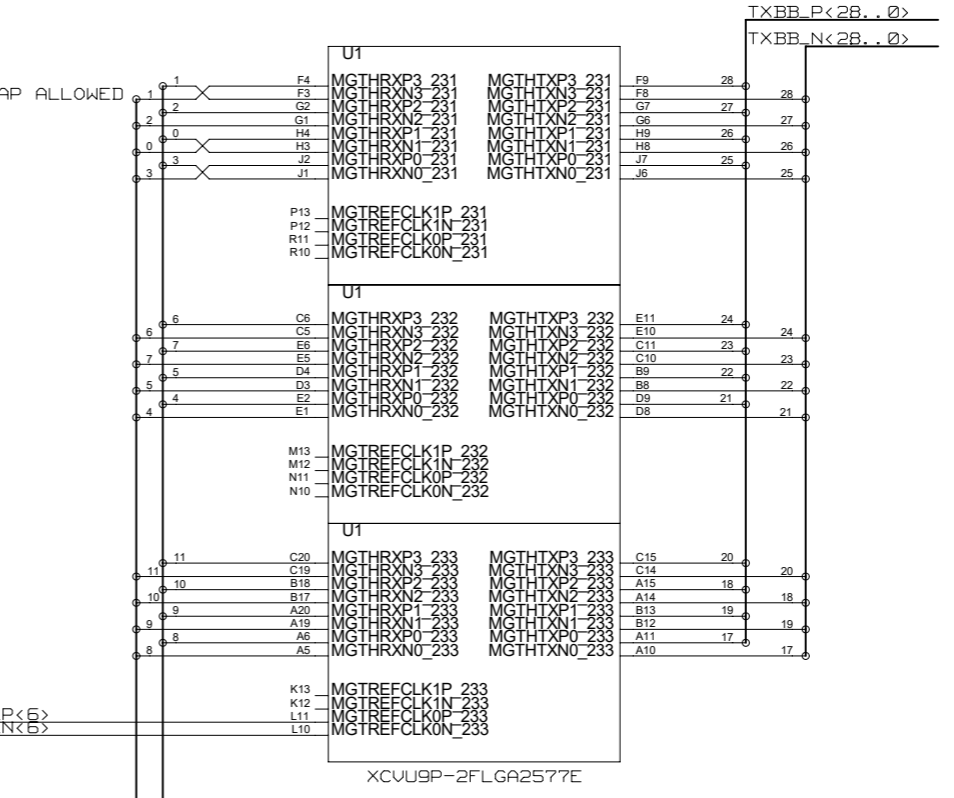 TXBB_P<28..0>
TXBB_N<28..0>
U1
1 F4 MGTHRXP3_231 MGTHTXP3_231 F9 28
AP ALLOWED 1 F3 MGTHRXN3_231 MGTHTXN3_231 F8 28
2 G2 MGTHRXP2_231 MGTHTXP2_231 G7 27
2 G1 MGTHRXN2_231 MGTHTXN2_231 G6 27
0 H4 MGTHRXP1_231 MGTHTXP1_231 H9 26
0 H3 MGTHRXN1_231 MGTHTXN1_231 H8 26
3 J2 MGTHRXP0_231 MGTHTXP0_231 J7 25
3 J1 MGTHRXN0_231 MGTHTXN0_231 J6 25
P13 MGTREFCLK1P_231
P12 MGTREFCLK1N_231
R11 MGTREFCLK0P_231
R10 MGTREFCLK0N_231
U1
6 C6 MGTHRXP3_232 MGTHTXP3_232 E11 24
6 C5 MGTHRXN3_232 MGTHTXN3_232 E10 24
7 E6 MGTHRXP2_232 MGTHTXP2_232 C11 23
7 E5 MGTHRXN2_232 MGTHTXN2_232 C10 23
5 D4 MGTHRXP1_232 MGTHTXP1_232 B9 22
5 D3 MGTHRXN1_232 MGTHTXN1_232 B8 22
4 E2 MGTHRXP0_232 MGTHTXP0_232 D9 21
4 E1 MGTHRXN0_232 MGTHTXN0_232 D8 21
M13 MGTREFCLK1P_232
M12 MGTREFCLK1N_232
N11 MGTREFCLK0P_232
N10 MGTREFCLK0N_232
U1
11 C20 MGTHRXP3_233 MGTHTXP3_233 C15 20
11 C19 MGTHRXN3_233 MGTHTXN3_233 C14 20
10 B18 MGTHRXP2_233 MGTHTXP2_233 A15 18
10 B17 MGTHRXN2_233 MGTHTXN2_233 A14 18
9 A20 MGTHRXP1_233 MGTHTXP1_233 B13 19
9 A19 MGTHRXN1_233 MGTHTXN1_233 B12 19
8 A6 MGTHRXP0_233 MGTHTXP0_233 A11 17
8 A5 MGTHRXN0_233 MGTHTXN0_233 A10 17
K13 MGTREFCLK1P_233
K12 MGTREFCLK1N_233
P<6> L11 MGTREFCLK0P_233
N<6> L10 MGTREFCLK0N_233
XCVU9P-2FLGA2577E